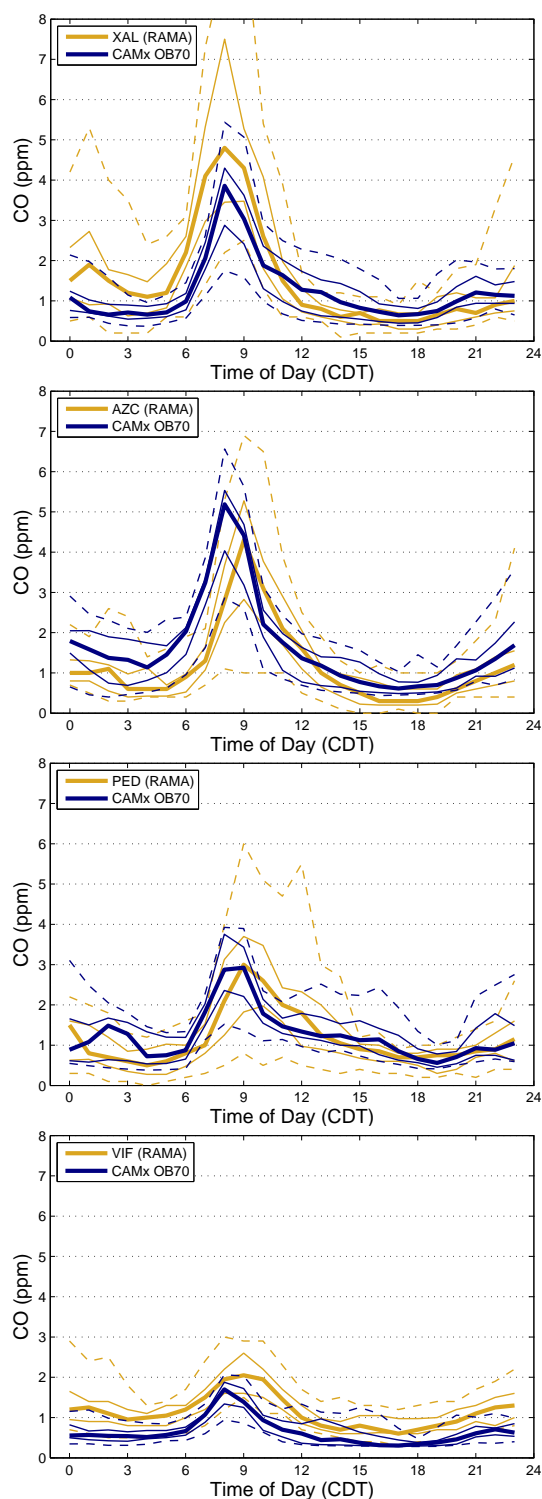 8
7
6
5
4
3
2
1
0
CO (ppm)
XAL (RAMA)
CAMx OB70
0 3 6 9 12 15 18 21 24
Time of Day (CDT)
8
7
6
5
4
3
2
1
0
CO (ppm)
AZC (RAMA)
CAMx OB70
0 3 6 9 12 15 18 21 24
Time of Day (CDT)
8
7
6
5
4
3
2
1
0
CO (ppm)
PED (RAMA)
CAMx OB70
0 3 6 9 12 15 18 21 24
Time of Day (CDT)
8
7
6
5
4
3
2
1
0
CO (ppm)
VIF (RAMA)
CAMx OB70
0 3 6 9 12 15 18 21 24
Time of Day (CDT)